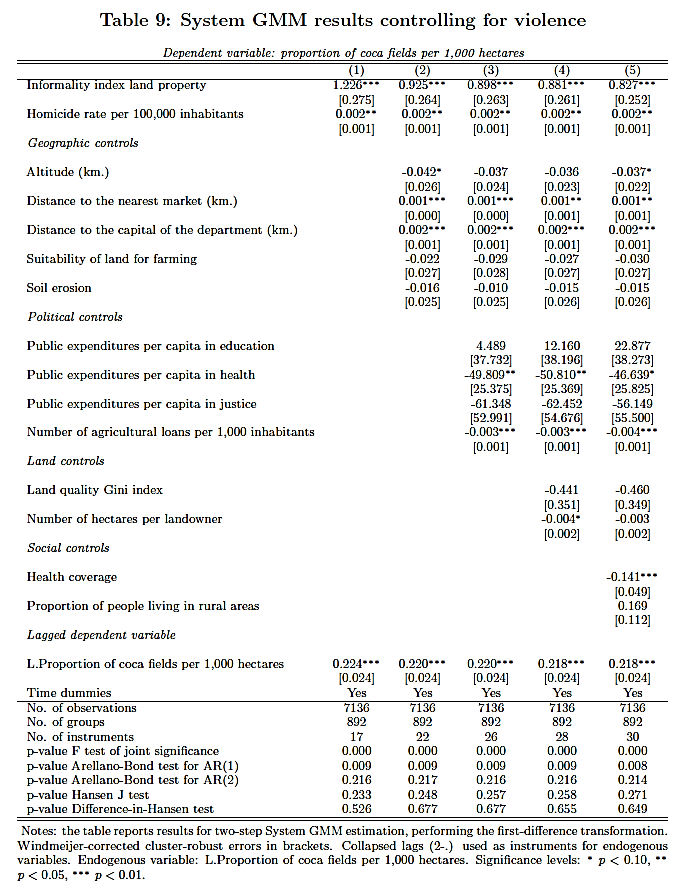 Table 9: System GMM results controlling for violence
Dependent variable: proportion of coca fields per 1,000 hectares
(1) (2) (3) (4) (5)
Informality index land property 1.226*** 0.925*** 0.898*** 0.881*** 0.827***
[0.275] [0.264] [0.263] [0.261] [0.252]
Homicide rate per 100,000 inhabitants 0.002** 0.002** 0.002** 0.002** 0.002**
[0.001] [0.001] [0.001] [0.001] [0.001]
Geographic controls
Altitude (km.) -0.042* -0.037 -0.036 -0.037*
[0.026] [0.024] [0.023] [0.022]
Distance to the nearest market (km.) 0.001*** 0.001*** 0.001** 0.001**
[0.000] [0.000] [0.001] [0.001]
Distance to the capital of the department (km.) 0.002*** 0.002*** 0.002*** 0.002***
[0.001] [0.001] [0.001] [0.001]
Suitability of land for farming -0.022 -0.029 -0.027 -0.030
[0.027] [0.028] [0.027] [0.027]
Soil erosion -0.016 -0.010 -0.015 -0.015
[0.025] [0.025] [0.026] [0.026]
Political controls
Public expenditures per capita in education 4.489 12.160 22.877
[37.732] [38.196] [38.273]
Public expenditures per capita in health -49.809** -50.810** -46.639*
[25.375] [25.369] [25.825]
Public expenditures per capita in justice -61.348 -62.452 -56.149
[52.991] [54.676] [55.500]
Number of agricultural loans per 1,000 inhabitants -0.003*** -0.003*** -0.004***
[0.001] [0.001] [0.001]
Land controls
Land quality Gini index -0.441 -0.460
[0.351] [0.349]
Number of hectares per landowner -0.004* -0.003
[0.002] [0.002]
Social controls
Health coverage -0.141***
[0.049]
Proportion of people living in rural areas 0.169
[0.112]
Lagged dependent variable
L.Proportion of coca fields per 1,000 hectares 0.224*** 0.220*** 0.220*** 0.218*** 0.218***
[0.024] [0.024] [0.024] [0.024] [0.024]
Time dummies Yes Yes Yes Yes Yes
No. of observations 7136 7136 7136 7136 7136
No. of groups 892 892 892 892 892
No. of instruments 17 22 26 28 30
p-value F test of joint significance 0.000 0.000 0.000 0.000 0.000
p-value Arellano-Bond test for AR(1) 0.009 0.009 0.009 0.009 0.008
p-value Arellano-Bond test for AR(2) 0.216 0.217 0.216 0.216 0.214
p-value Hansen J test 0.233 0.248 0.257 0.258 0.271
p-value Difference-in-Hansen test 0.526 0.677 0.677 0.655 0.649
Notes: the table reports results for two-step System GMM estimation, performing the first-difference transformation.
Windmeijer-corrected cluster-robust errors in brackets. Collapsed lags (2-.) used as instruments for endogenous
variables. Endogenous variable: L.Proportion of coca fields per 1,000 hectares. Significance levels: * p < 0.10, **
p < 0.05, *** p < 0.01.